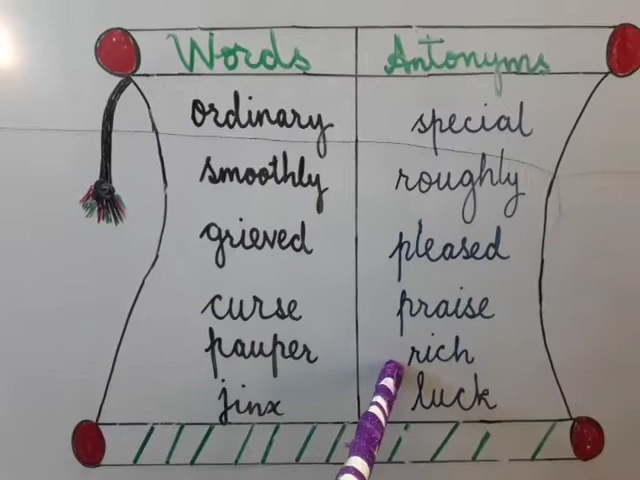 Words Antonyms
ordinary special
smoothly roughly
grieved pleased
curse praise
pauper rich
jinx luck